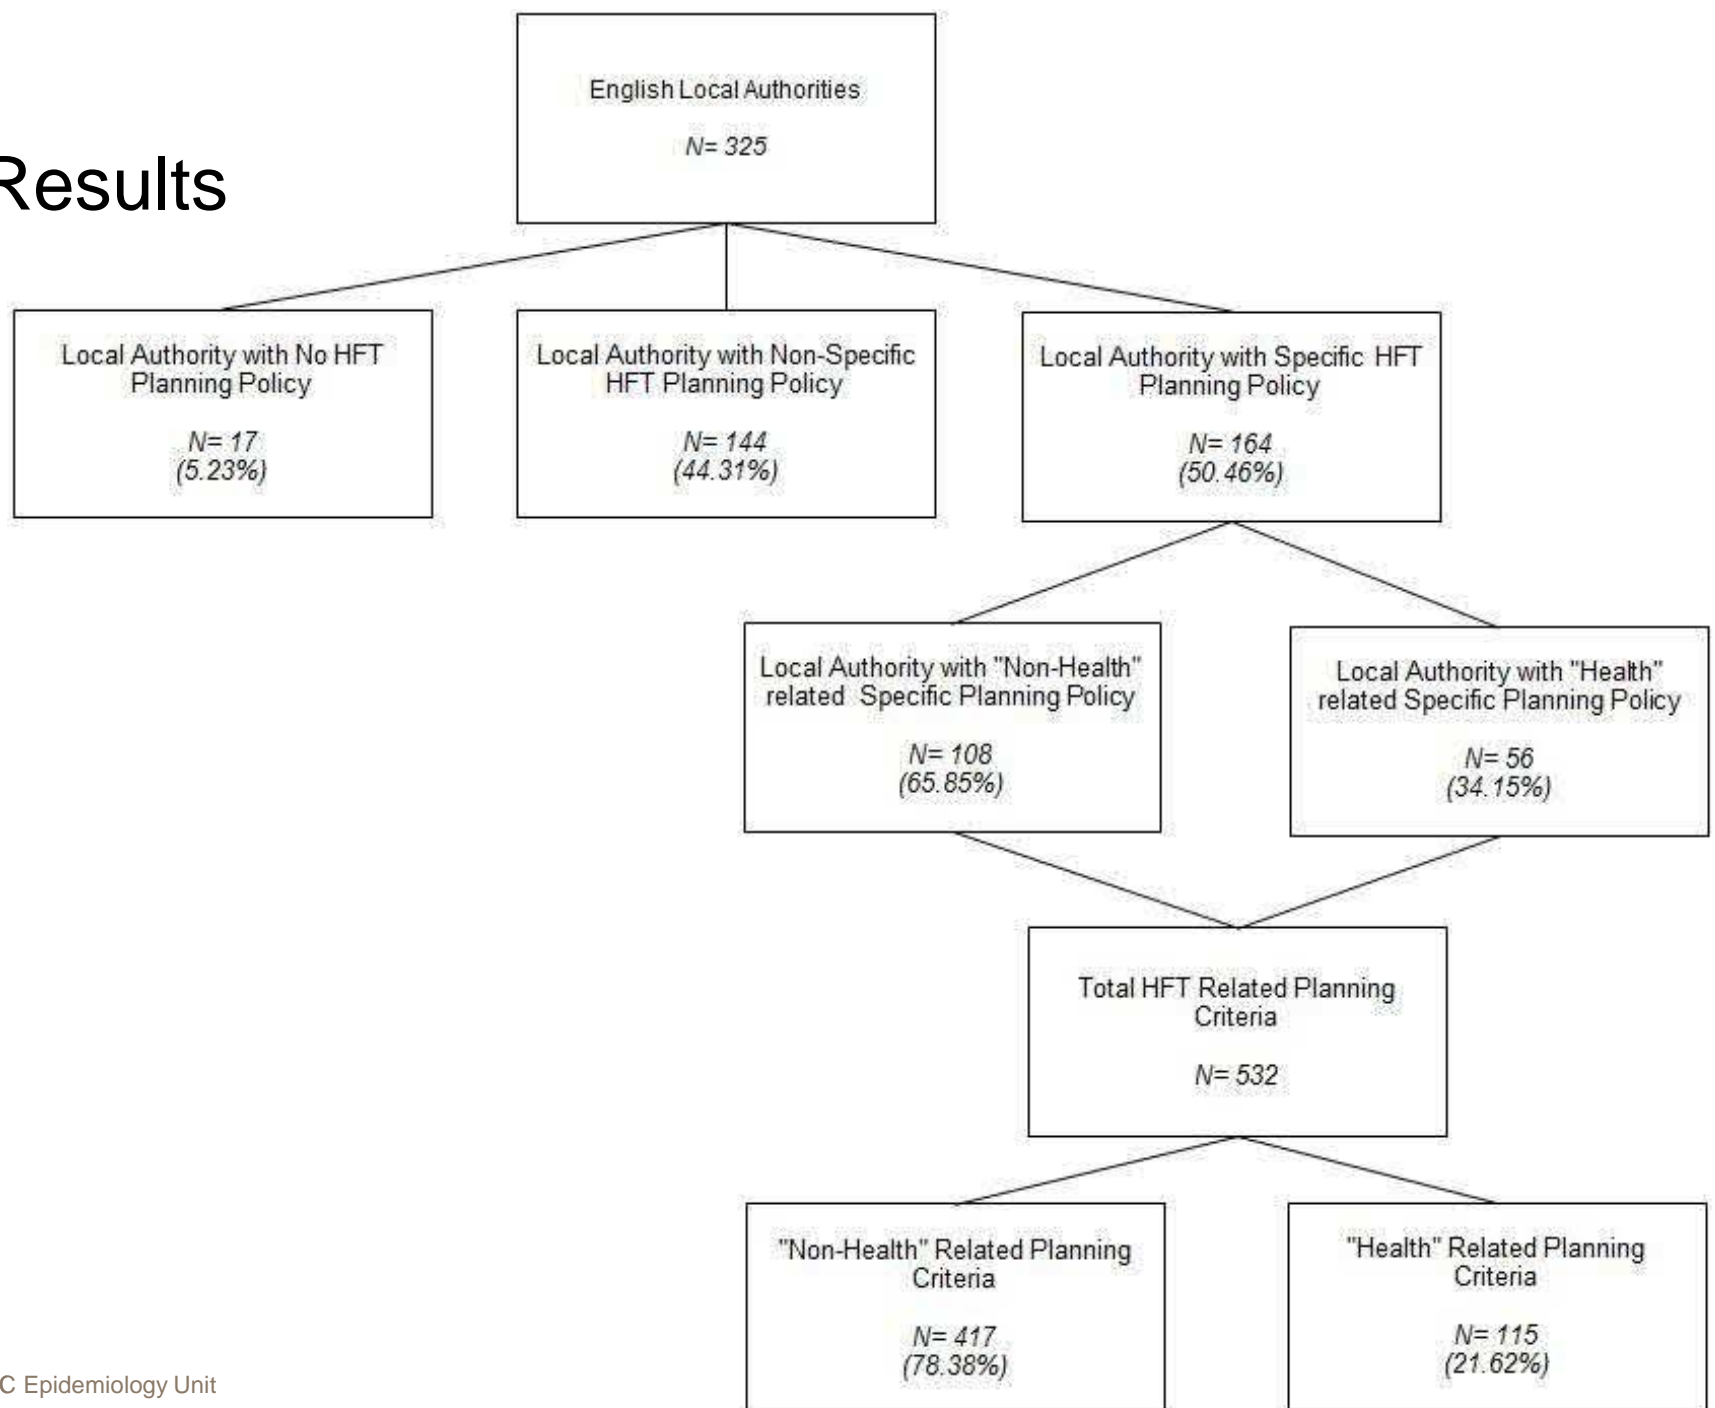 English Local Authorities
N= 325
Results
Local Authority with No HFT
Planning Policy
N= 17
(5.23%)
Local Authority with Non-Specific
HFT Planning Policy
N= 144
(44.31%)
Local Authority with Specific HFT
Planning Policy
N= 164
(50.46%)
Local Authority with "Non-Health"
related Specific Planning Policy
N= 108
(65.85%)
Local Authority with "Health"
related Specific Planning Policy
N= 56
(34.15%)
Total HFT Related Planning
Criteria
N= 532
"Non-Health" Related Planning
Criteria
N= 417
(78.38%)
"Health" Related Planning
Criteria
N= 115
(21.62%)
C Epidemiology Unit